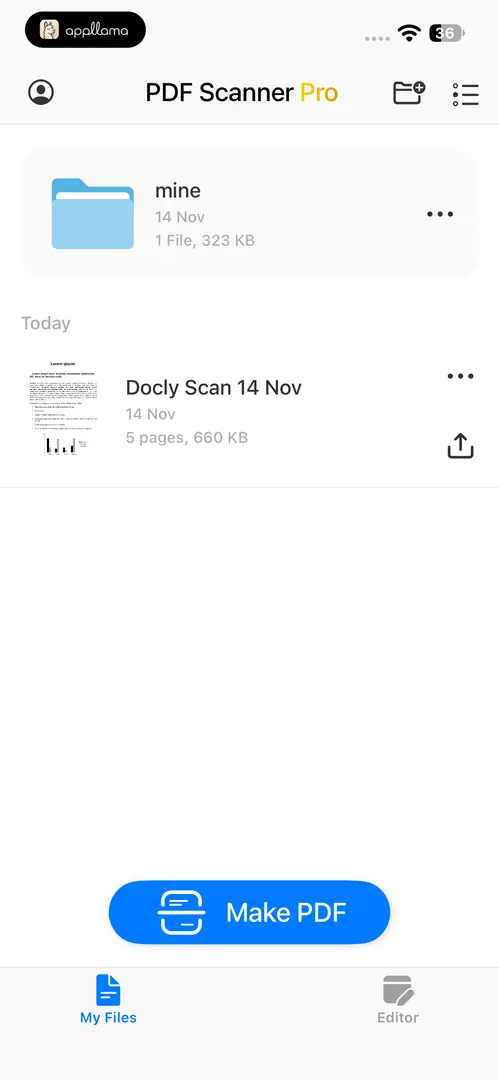 appllama
36
PDF Scanner Pro
mine
14 Nov
1 File, 323 KB
Today
Lorem ipsum
Docly Scan 14 Nov
14 Nov
5 pages, 660 KB
Make PDF
My Files
Editor